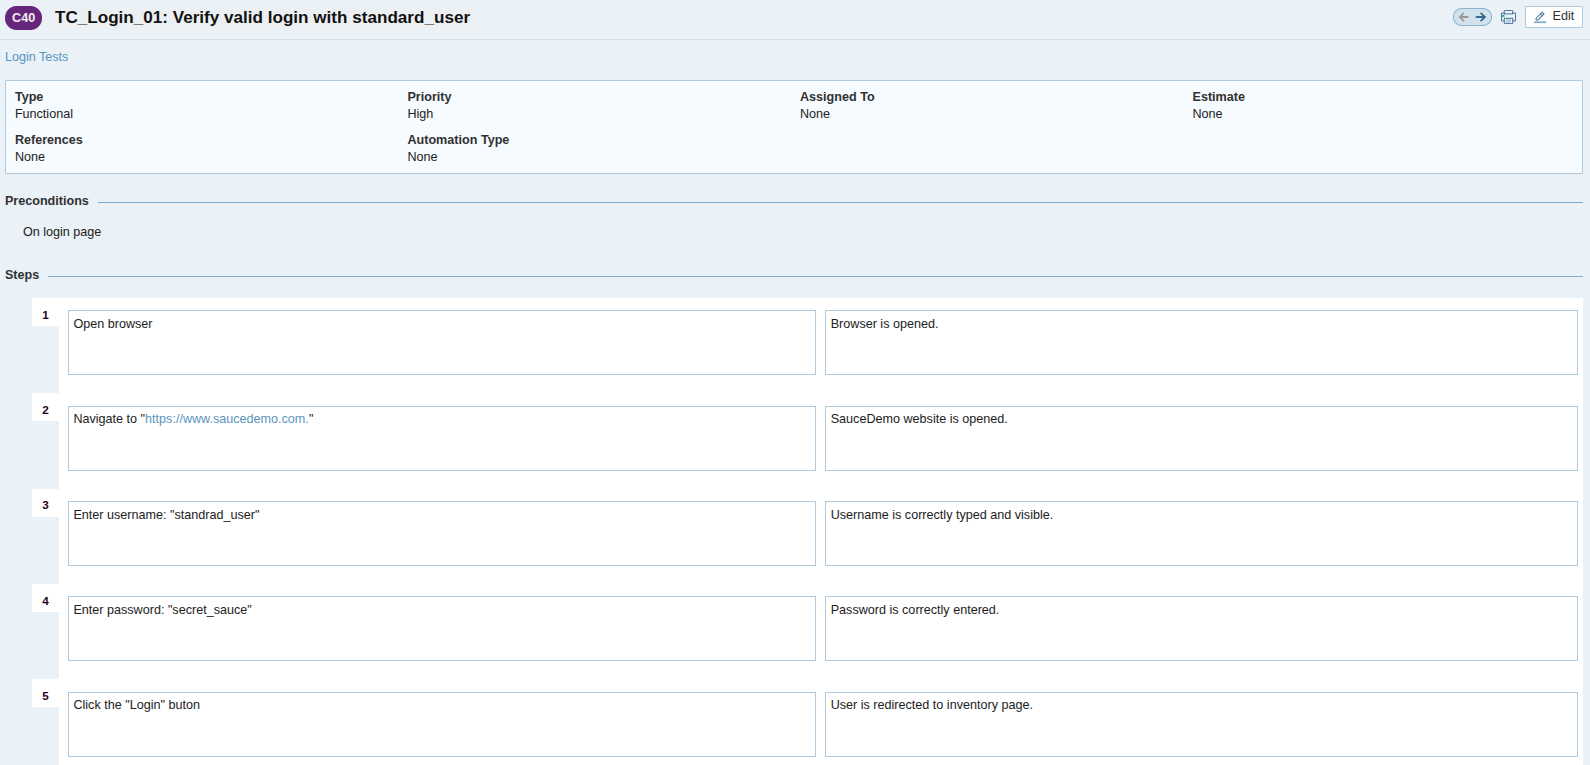 C40 TC_Login_01: Verify valid login with standard_user Edit
Login Tests
Type Priority Assigned To Estimate
Functional High None None
References Automation Type
None None
Preconditions
On login page
Steps
1 Open browser Browser is opened.
2 Navigate to "https://www.saucedemo.com." SauceDemo website is opened.
3 Enter username: "standrad_user" Username is correctly typed and visible.
4 Enter password: "secret_sauce" Password is correctly entered.
5 Click the "Login" buton User is redirected to inventory page.